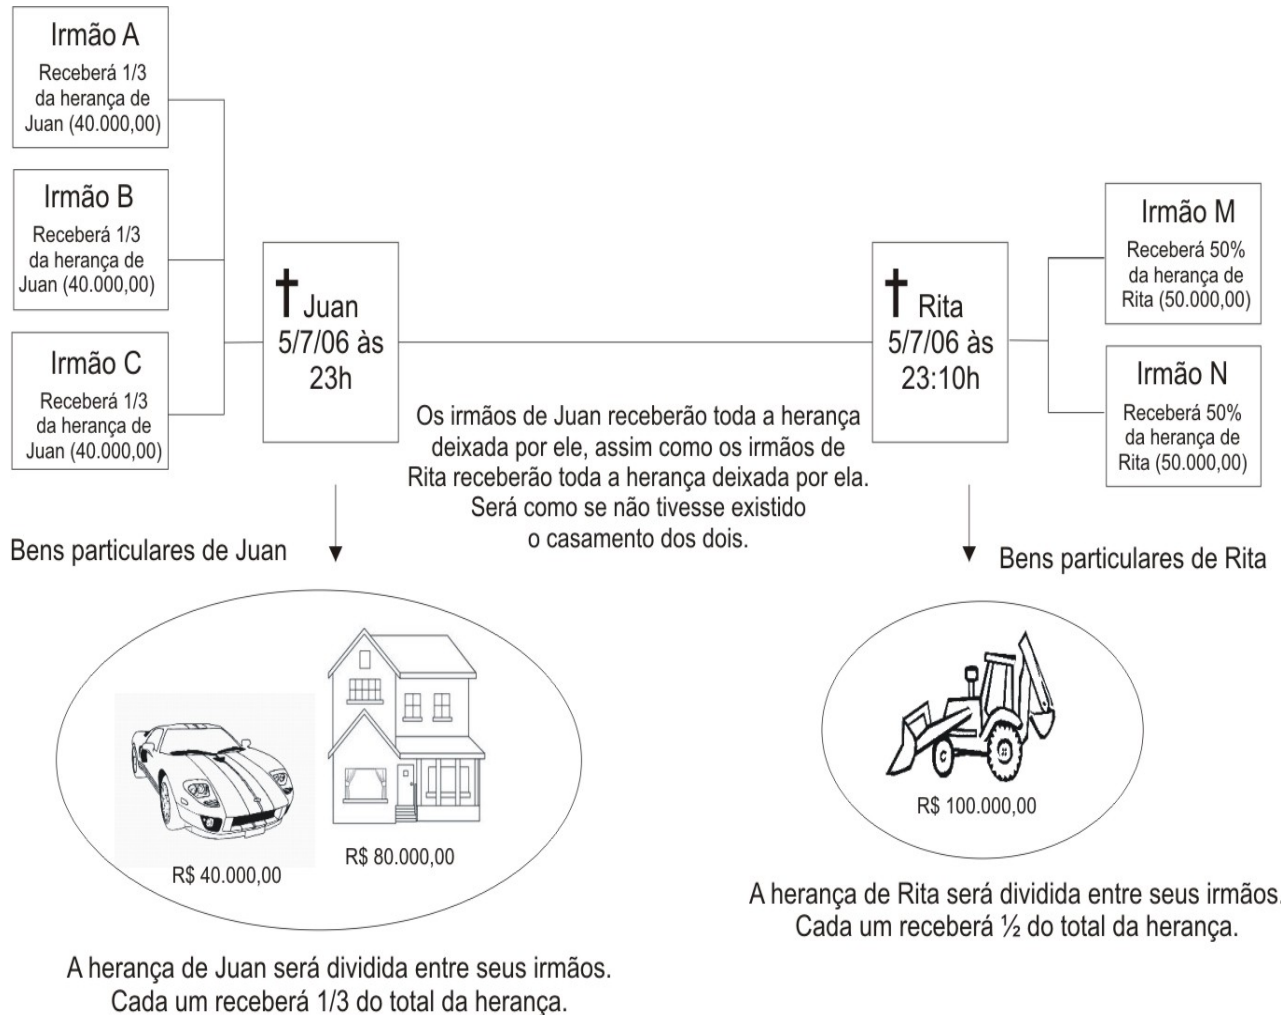 Irmão A
Receberá 1/3
da herança de
Juan (40.000,00)
Irmão B
Receberá 1/3
da herança de
Juan (40.000,00)
Irmão C
Receberá 1/3
da herança de
Juan (40.000,00)
Juan
5/7/06 às
23h
Rita
5/7/06 às
23:10h
Irmão M
Receberá 50%
da herança de
Rita (50.000,00)
Irmão N
Receberá 50%
da herança de
Rita (50.000,00)
Os irmãos de Juan receberão toda a herança
deixada por ele, assim como os irmãos de
Rita receberão toda a herança deixada por ela.
Será como se não tivesse existido
o casamento dos dois.
Bens particulares de Juan
R$ 40.000,00
R$ 80.000,00
A herança de Juan será dividida entre seus irmãos.
Cada um receberá 1/3 do total da herança.
Bens particulares de Rita
R$ 100.000,00
A herança de Rita será dividida entre seus irmãos.
Cada um receberá ½ do total da herança.